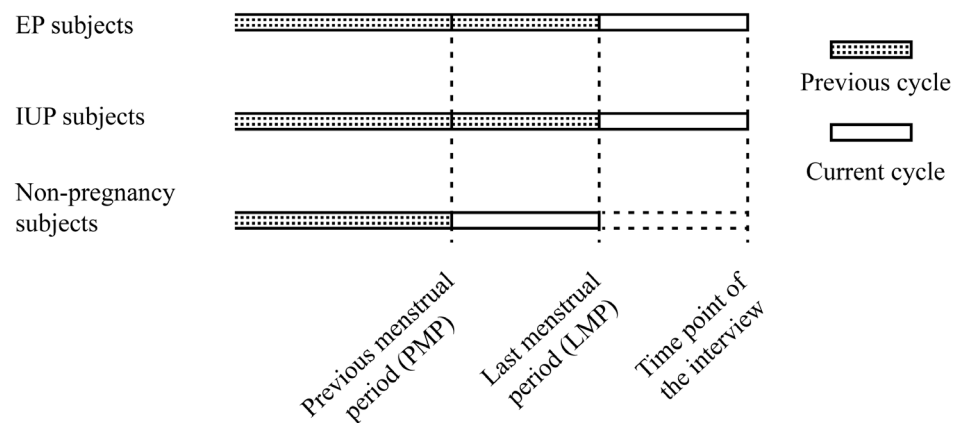 EP subjects
IUP subjects
Non-pregnancy
subjects
Previous cycle
Current cycle
Previous menstrual
period (PMP)
Last menstrual
period (LMP)
Time point of
the interview